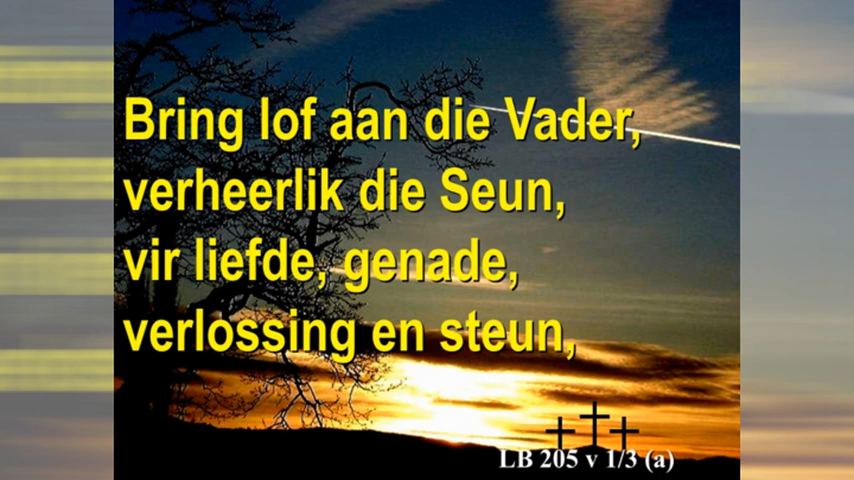 Bring lof aan die Vader,
verheerlik die Seun,
vir liefde, genade,
verlossing en steun,
LB 205 v 1/3 (a)